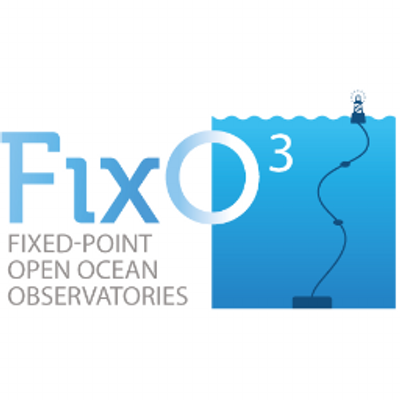 FixO³
FIXED-POINT
OPEN OCEAN
OBSERVATORIES